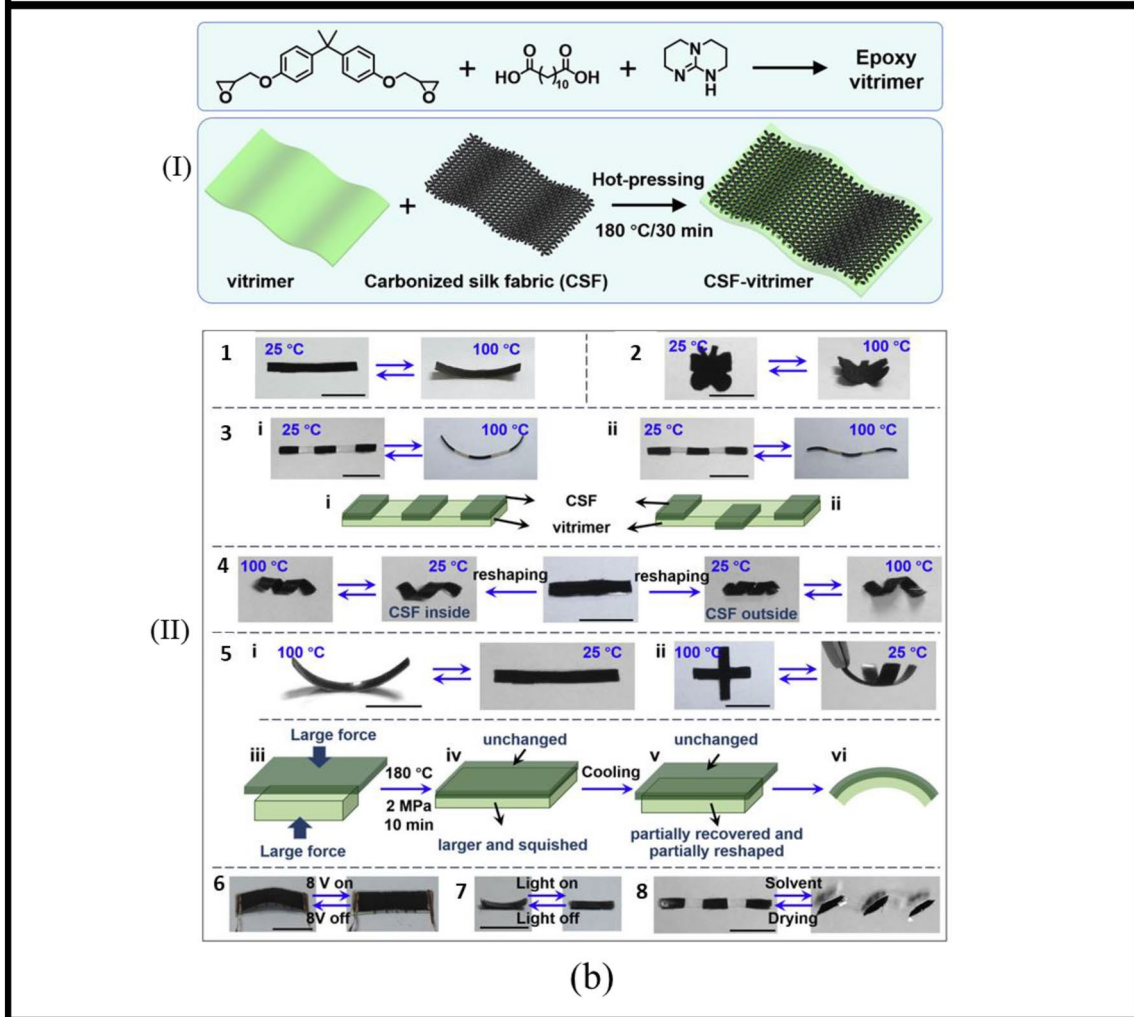 O
O
O
O
+
HO
O
O
OH
10
+
N
N
N
H
Epoxy
vitrimer
(I)
+
Hot-pressing
180 °C/30 min
vitrimer
Carbonized silk fabric (CSF)
CSF-vitrimer
(II)
1
25 °C
100 °C
2
25 °C
100 °C
3
i
25 °C
100 °C
ii
25 °C
100 °C
i
CSF
vitrimer
ii
4
100 °C
25 °C
CSF inside
reshaping
reshaping
25 °C
CSF outside
100 °C
5
i
100 °C
25 °C
ii
100 °C
25 °C
iii
Large force
Large force
180 °C
2 MPa
10 min
iv
unchanged
larger and squished
Cooling
v
unchanged
partially recovered and
partially reshaped
vi
6
8 V on
8V off
7
Light on
Light off
8
Solvent
Drying
(b)